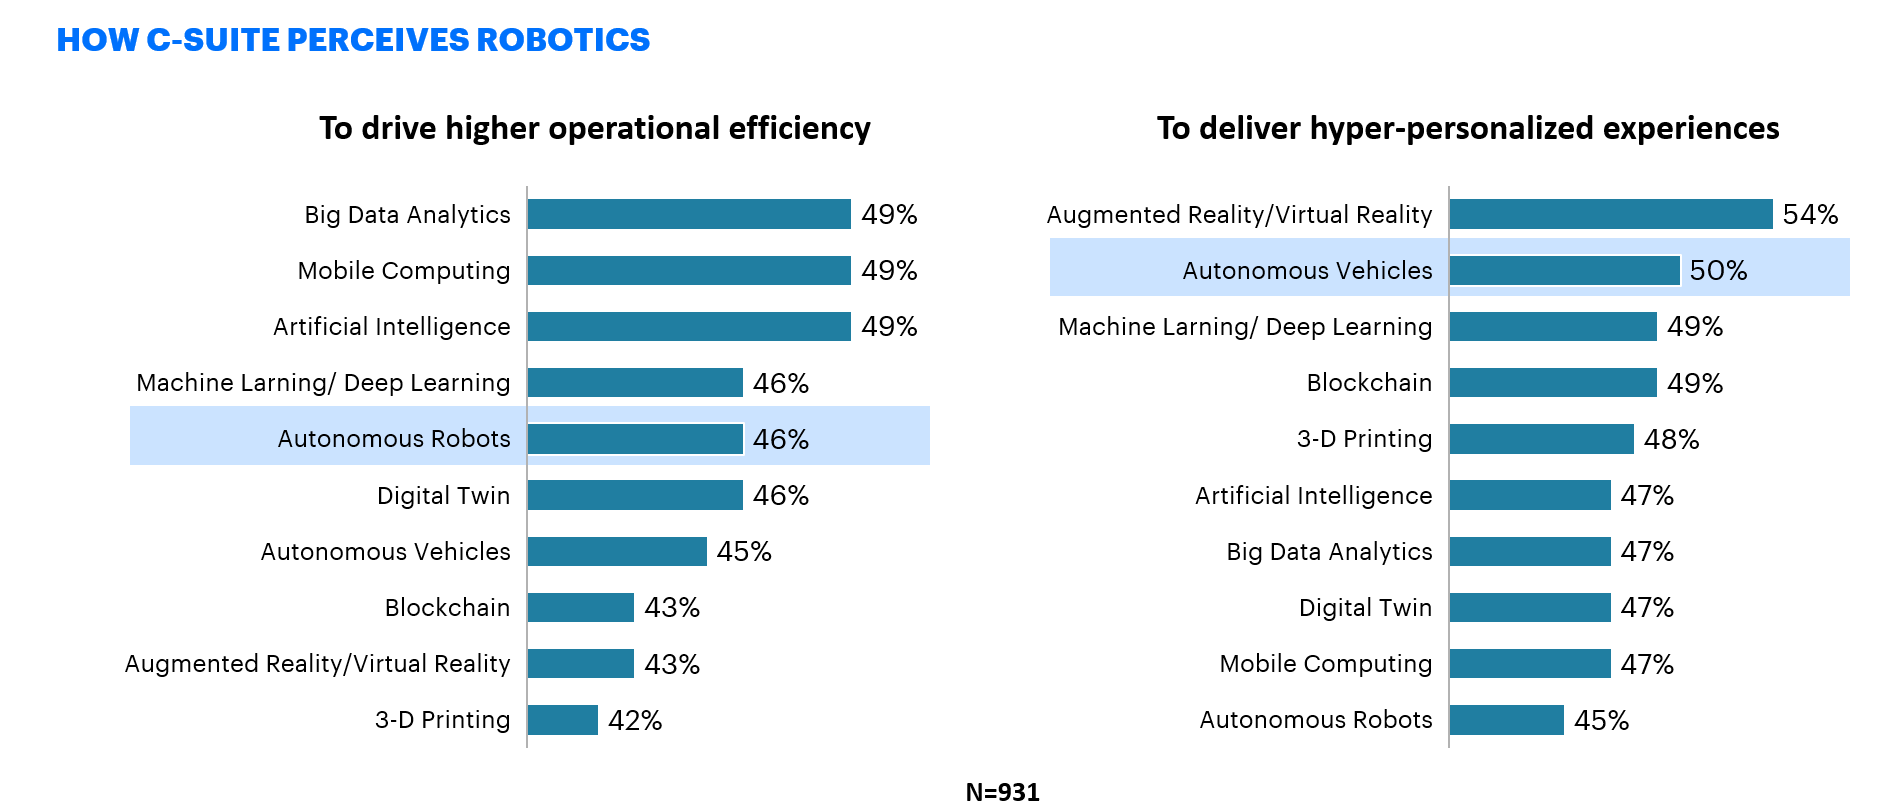 HOW C-SUITE PERCEIVES ROBOTICS
To drive higher operational efficiency
Big Data Analytics 49%
Mobile Computing 49%
Artificial Intelligence 49%
Machine Larning/ Deep Learning 46%
Autonomous Robots 46%
Digital Twin 46%
Autonomous Vehicles 45%
Blockchain 43%
Augmented Reality/Virtual Reality 43%
3-D Printing 42%
To deliver hyper-personalized experiences
Augmented Reality/Virtual Reality 54%
Autonomous Vehicles 50%
Machine Larning/ Deep Learning 49%
Blockchain 49%
3-D Printing 48%
Artificial Intelligence 47%
Big Data Analytics 47%
Digital Twin 47%
Mobile Computing 47%
Autonomous Robots 45%
N=931